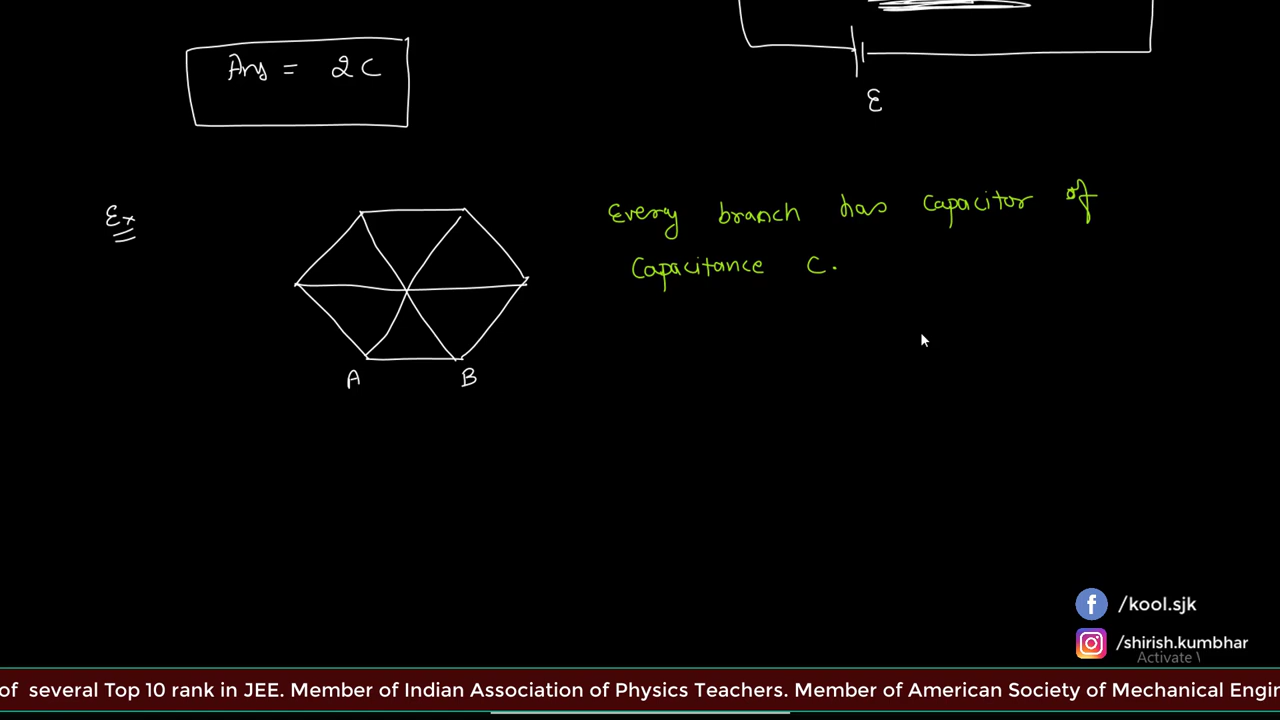 Ans = 2C
ε
Ex
Every branch has capacitor of
Capacitance C.
A B
/kool.sjk
/shirish.kumbhar
Activate
of several Top 10 rank in JEE. Member of Indian Association of Physics Teachers. Member of American Society of Mechanical Engin